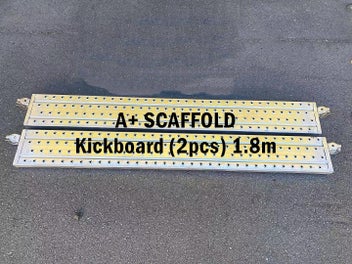 A+ SCAFFOLD
Kickboard (2pcs) 1.8m